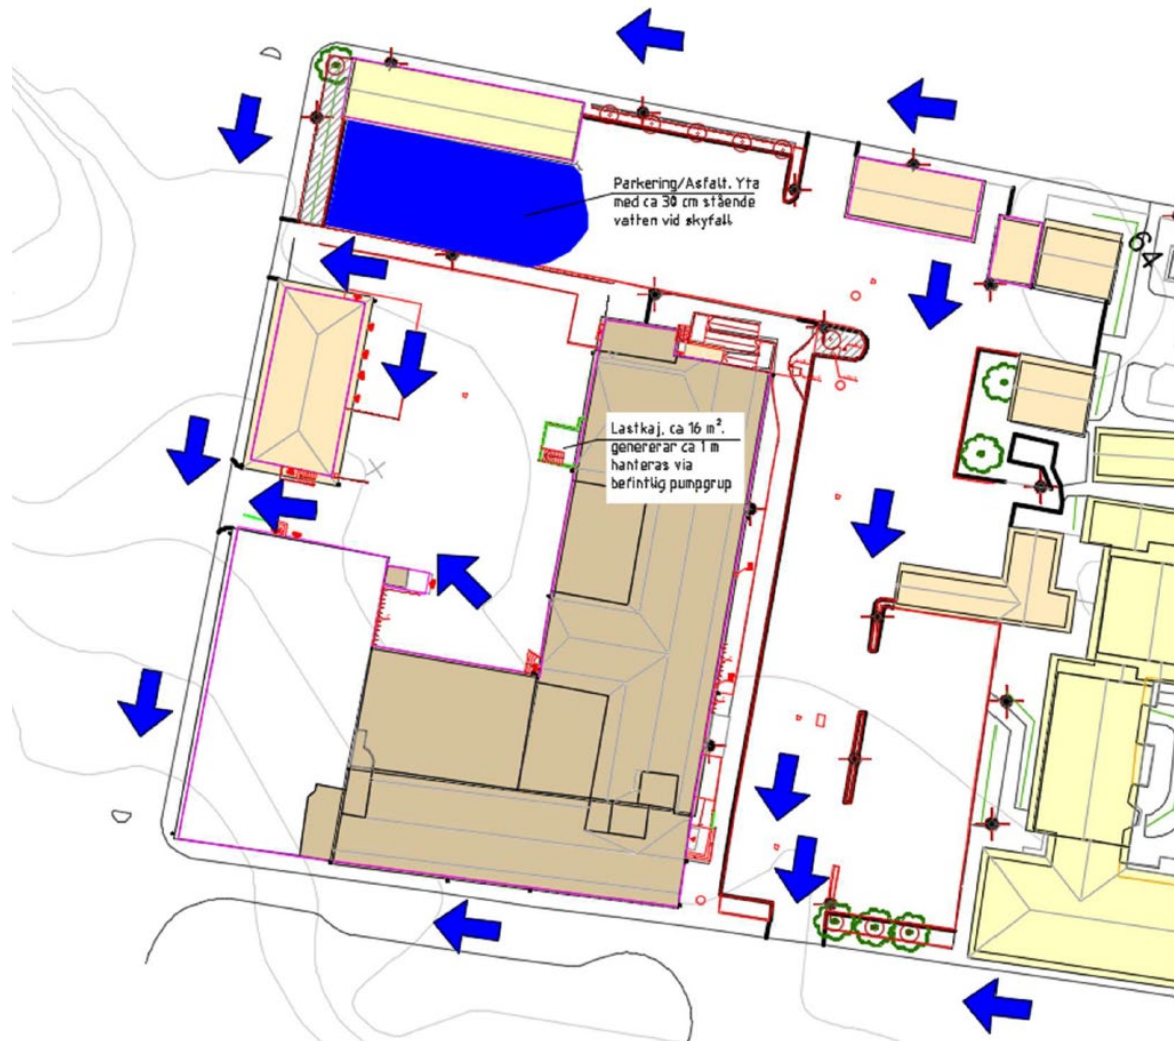 Parkering/Asfalt. Yta
med ca 30 cm stående
vatten vid skyfall
64
Lastkaj, ca 16 m².
genererar ca 1 m
hanteras via
befintlig pumpgrup